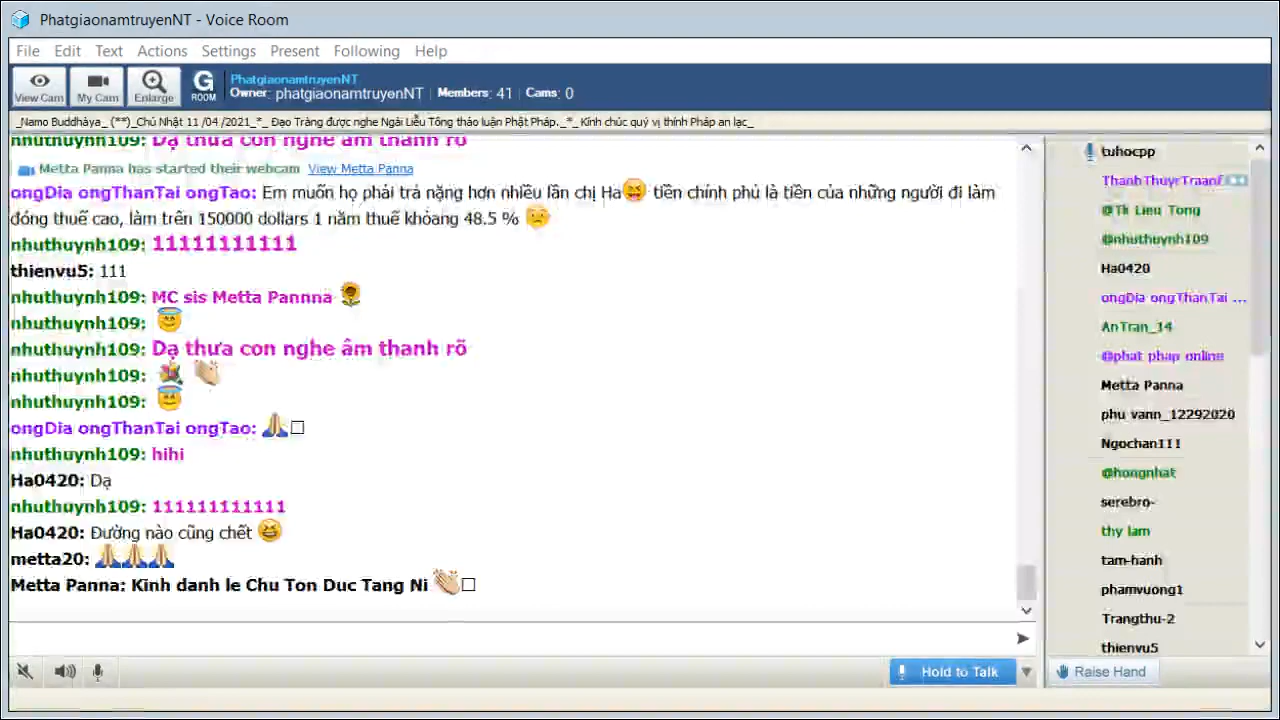 PhatgiaonamtruyenNT - Voice Room
File Edit Text Actions Settings Present Following Help
View Cam My Cam Enlarge G ROOM
PhatgiaonamtruyenNT
Owner: phatgiaonamtruyenNT Members: 41 Cams: 0
_Namo Buddhàya_ (**)_Chủ Nhật 11 /04 /2021_*_ Đạo Tràng được nghe Ngài Liễu Tông thảo luận Phật Pháp._*_ Kính chúc quý vị thính Pháp an lạc_
nhuthuynh109: Dạ thưa con nghe âm thanh rõ
Metta Panna has started their webcam View Metta Panna
ongDia ongThanTai ongTao: Em muốn họ phải trả nặng hơn nhiều lần chị Ha😝 tiền chính phủ là tiền của những người đi làm
đóng thuế cao, làm trên 150000 dollars 1 năm thuế khỏang 48.5 %
nhuthuynh109: 11111111111
thienvu5: 111
nhuthuynh109: MC sis Metta Pannna 🌻
nhuthuynh109: 😇
nhuthuynh109: Dạ thưa con nghe âm thanh rõ
nhuthuynh109: 👏
nhuthuynh109: 😇
ongDia ongThanTai ongTao: 🙏□
nhuthuynh109: hihi
Ha0420: Dạ
nhuthuynh109: 111111111111
Ha0420: Đường nào cũng chết 😆
metta20: 🙏🙏🙏
Metta Panna: Kinh danh le Chu Ton Duc Tang Ni 👏□
Hold to Talk
tuhocpp
ThanhThuyrTraanf
@Tk Lieu Tong
@nhuthuynh109
Ha0420
ongDia ongThanTai ...
AnTran_14
@phat phap online
Metta Panna
phu vann_12292020
Ngochan111
@hongnhat
serebro-
thy lam
tam-hanh
phamvuong1
Trangthu-2
thienvu5
Raise Hand